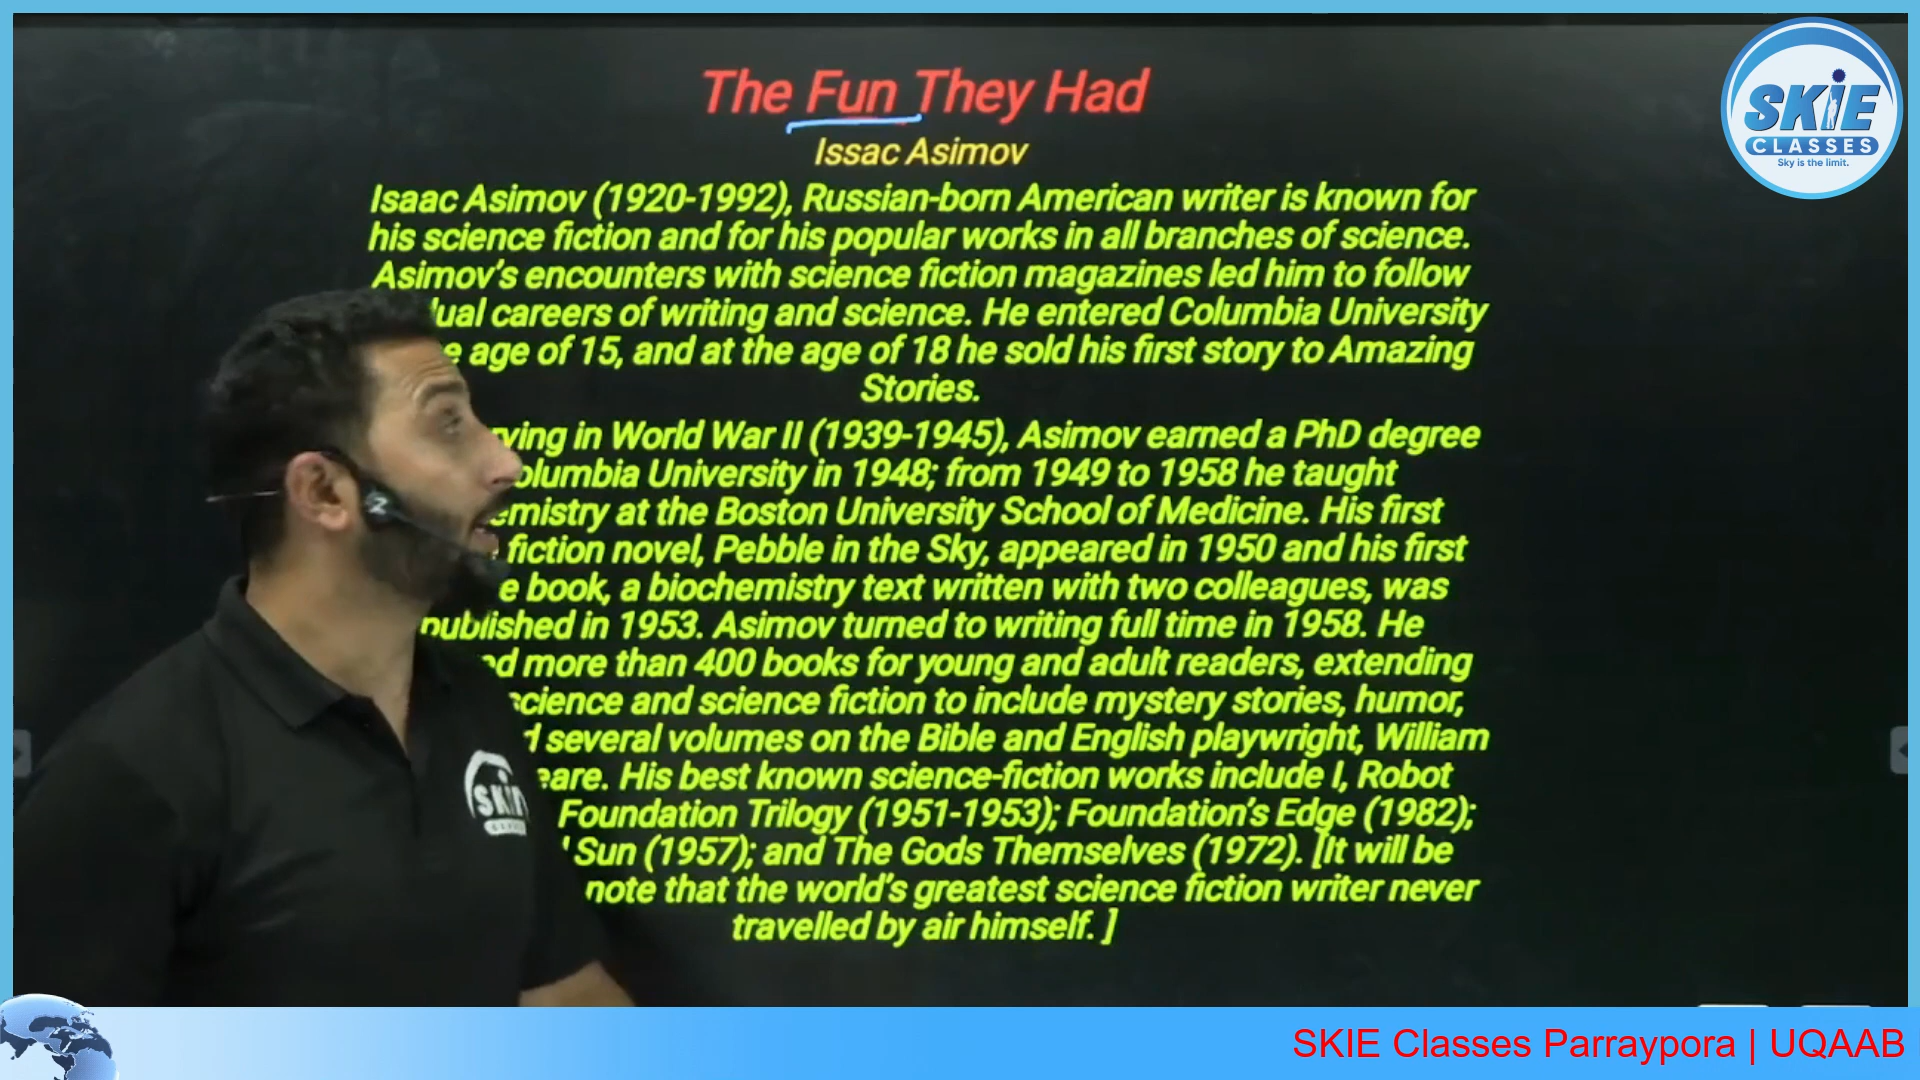 The Fun They Had
Issac Asimov
Isaac Asimov (1920-1992), Russian-born American writer is known for
his science fiction and for his popular works in all branches of science.
Asimov's encounters with science fiction magazines led him to follow
careers of writing and science. He entered Columbia University
age of 15, and at the age of 18 he sold his first story to Amazing
Stories.
in World War II (1939-1945), Asimov earned a PhD degree
University in 1948; from 1949 to 1958 he taught
at the Boston University School of Medicine. His first
fiction novel, Pebble in the Sky, appeared in 1950 and his first
book, a biochemistry text written with two colleagues, was
published in 1953. Asimov turned to writing full time in 1958. He
more than 400 books for young and adult readers, extending
science and science fiction to include mystery stories, humor,
several volumes on the Bible and English playwright, William
His best known science-fiction works include I, Robot
Foundation Trilogy (1951-1953); Foundation's Edge (1982);
Sun (1957); and The Gods Themselves (1972). [It will be
note that the world's greatest science fiction writer never
travelled by air himself. ]
SKIE
CLASSES
Sky is the limit.
SKIE
SKIE Classes Parraypora | UQAAB